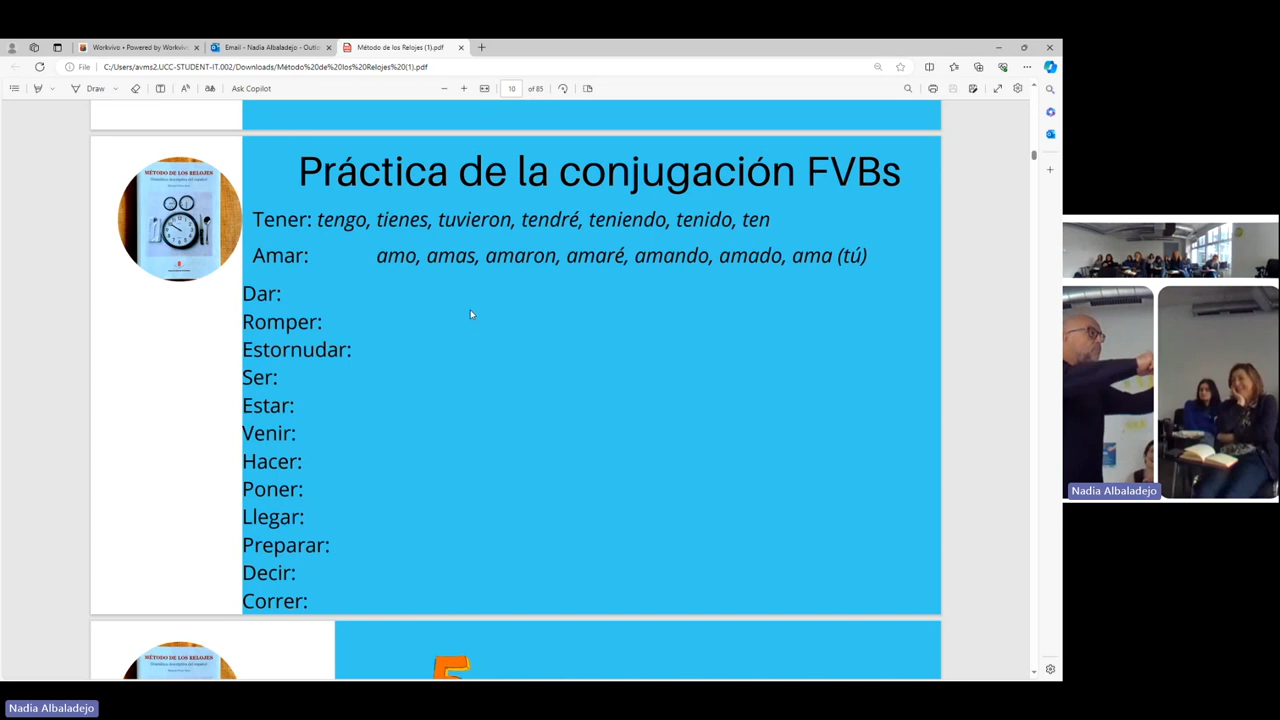 Workvivo • Powered by Workvivo
Email - Nadia Albaladejo - Outlo
Método de los Relojes (1).pdf
File
C:/Users/avms2.UCC-STUDENT-IT.002/Downloads/Método%20de%20los%20Relojes%20(1).pdf
Draw
Ask Copilot
10 of 85
Práctica de la conjugación FVBs
MÉTODO DE LOS RELOJES
Tener: tengo, tienes, tuvieron, tendré, teniendo, tenido, ten
Amar: amo, amas, amaron, amaré, amando, amado, ama (tú)
Dar:
Romper:
Estornudar:
Ser:
Estar:
Venir:
Hacer:
Poner:
Llegar:
Preparar:
Decir:
Correr:
MÉTODO DE LOS RELOJES
5
Nadia Albaladejo
Nadia Albaladejo